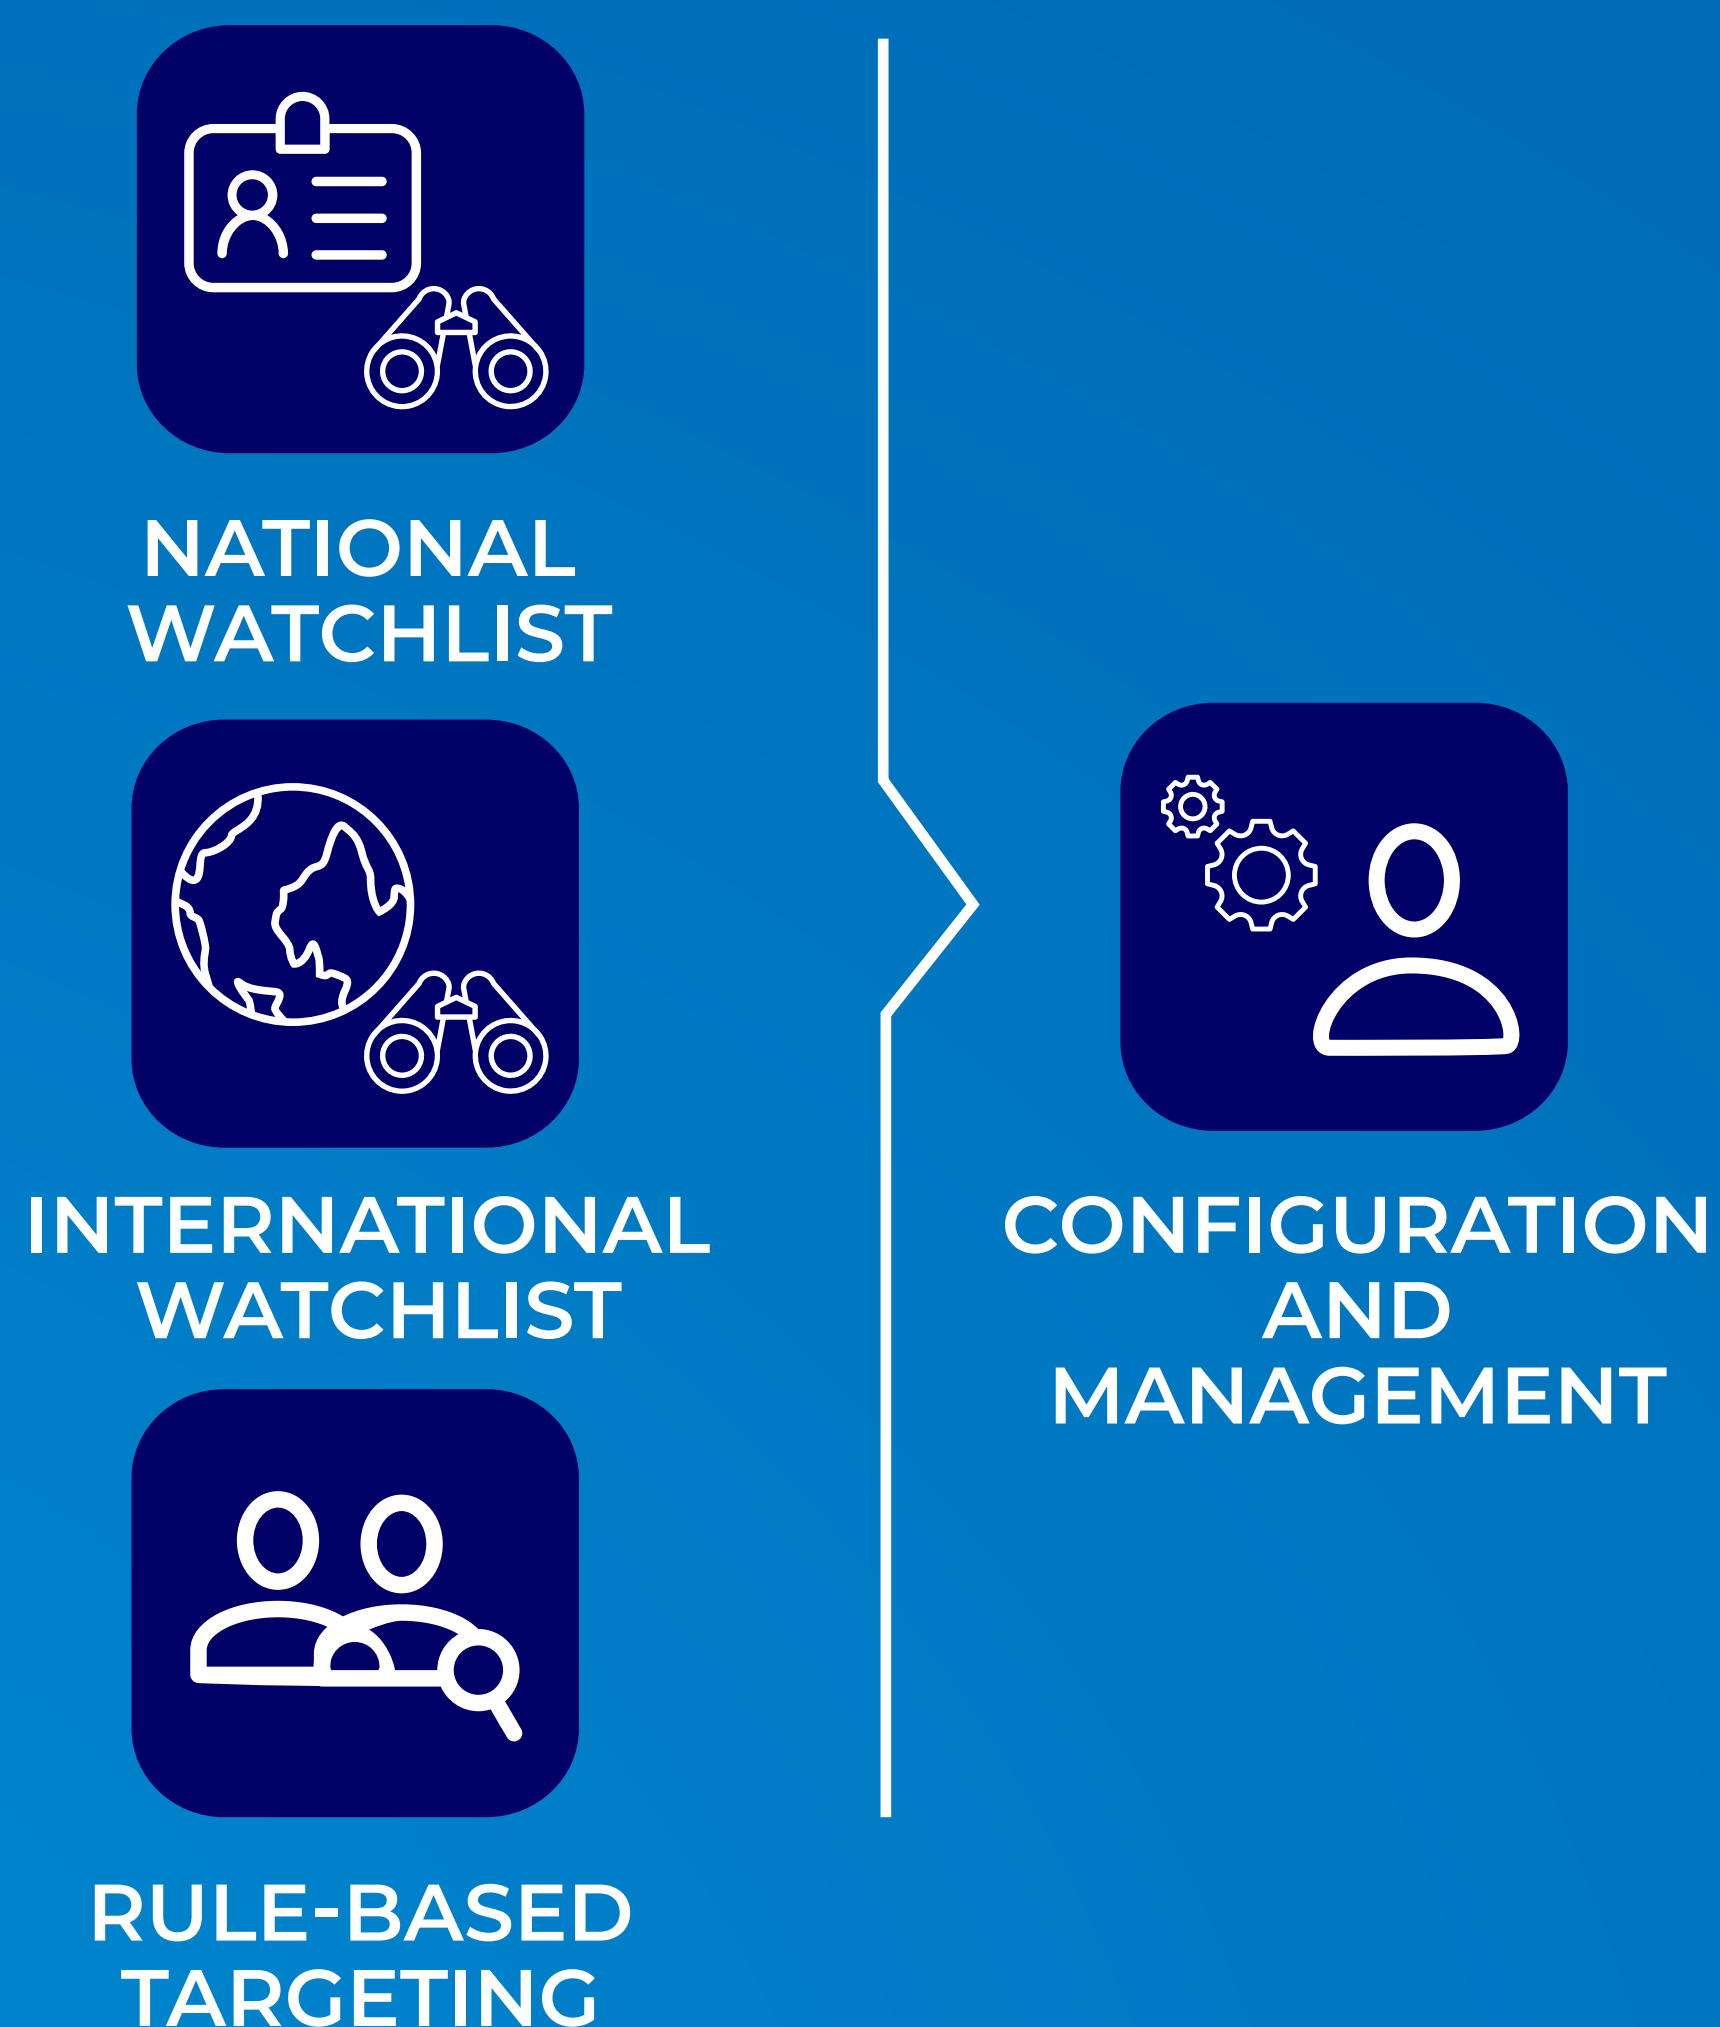 NATIONAL
WATCHLIST
INTERNATIONAL
WATCHLIST
RULE-BASED
TARGETING
CONFIGURATION
AND
MANAGEMENT